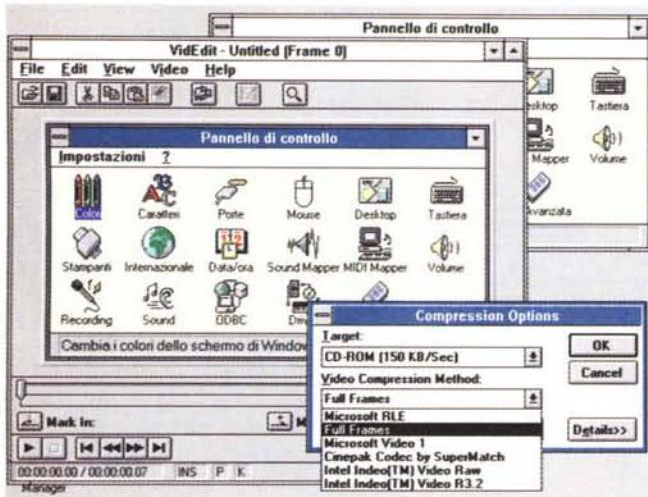 Pannello di controllo
VidEdit - Untitled (Frame 0)
File Edit View Video Help
Desktop Tastiera
Mapper Volume
Avanzata
Pannello di controllo
Impostazioni ?
Colori Caratteri Porte Mouse Desktop Tastiera
Stampanti Internazionale Data/ora Sound Mapper MIDI Mapper Volume
Recording Sound ODBC
Cambia i colori dello schermo di
Compression Options
Target:
CD-ROM (150 KB/Sec)
OK
Cancel
Video Compression Method:
Full Frames
Microsoft RLE
Full Frames
Microsoft Video 1
Cinepak Codec by SuperMatch
Intel Indeo(TM) Video Raw
Intel Indeo(TM) Video R3.2
Details>>
Mark In:
00:00:00.00 / 00:00:00.07 INS P K
Manager